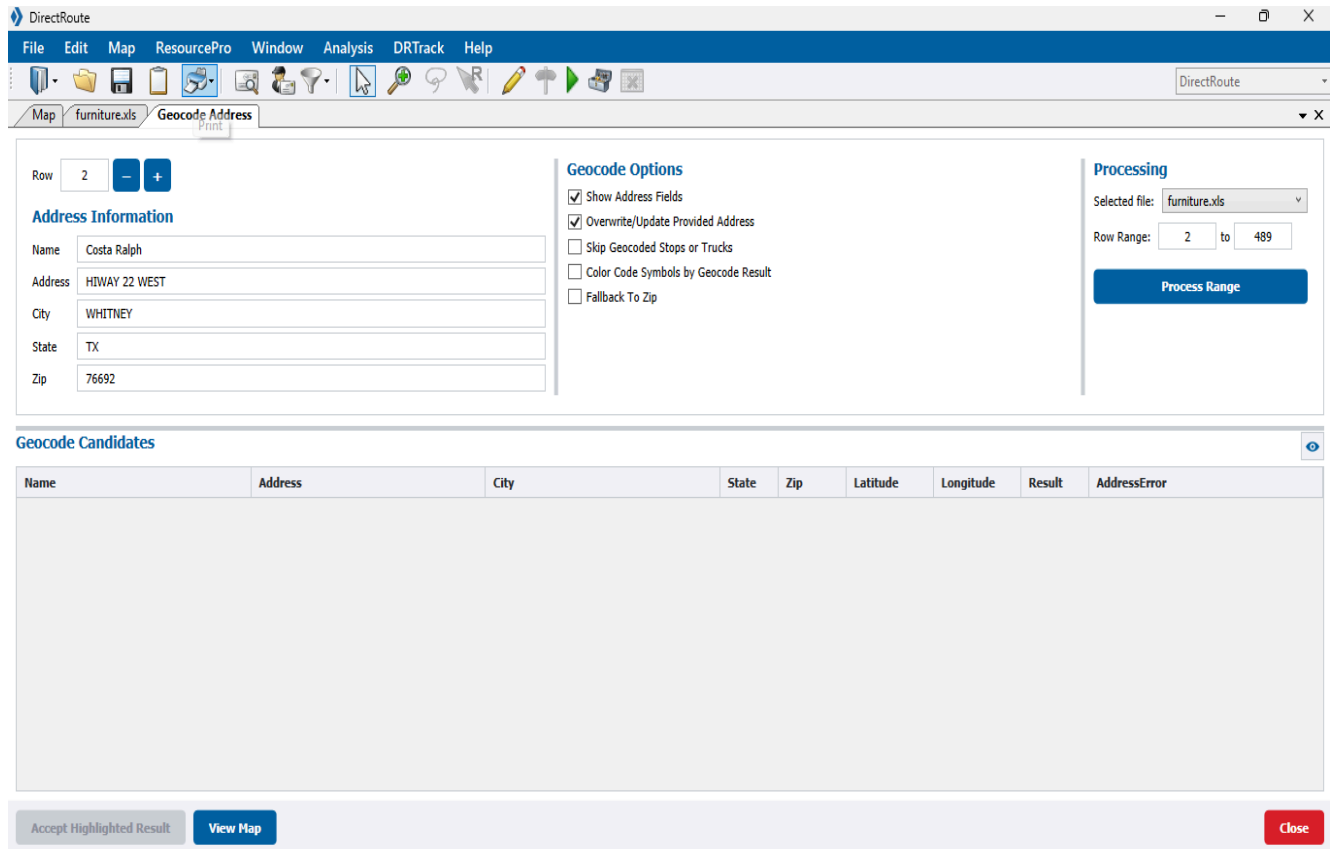 DirectRoute
File Edit Map ResourcePro Window Analysis DRTrack Help
R
DirectRoute
Map furniture.xls Geocode Address
Print
X
Row 2 – +
Address Information
Name Costa Ralph
Address HIWAY 22 WEST
City WHITNEY
State TX
Zip 76692
Geocode Options
Show Address Fields
Overwrite/Update Provided Address
Skip Geocoded Stops or Trucks
Color Code Symbols by Geocode Result
Fallback To Zip
Processing
Selected file: furniture.xls
Row Range: 2 to 489
Process Range
Geocode Candidates
Name Address City State Zip Latitude Longitude Result AddressError
Accept Highlighted Result View Map Close